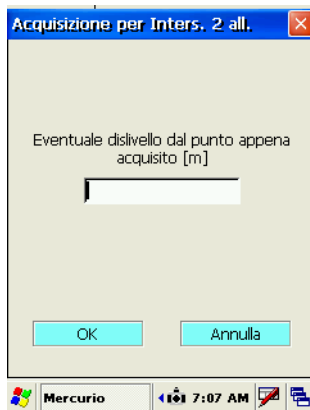 Acquisizione per Inters. 2 all.
Eventuale dislivello dal punto appena
acquisito [m]
OK Annulla
Mercurio 7:07 AM